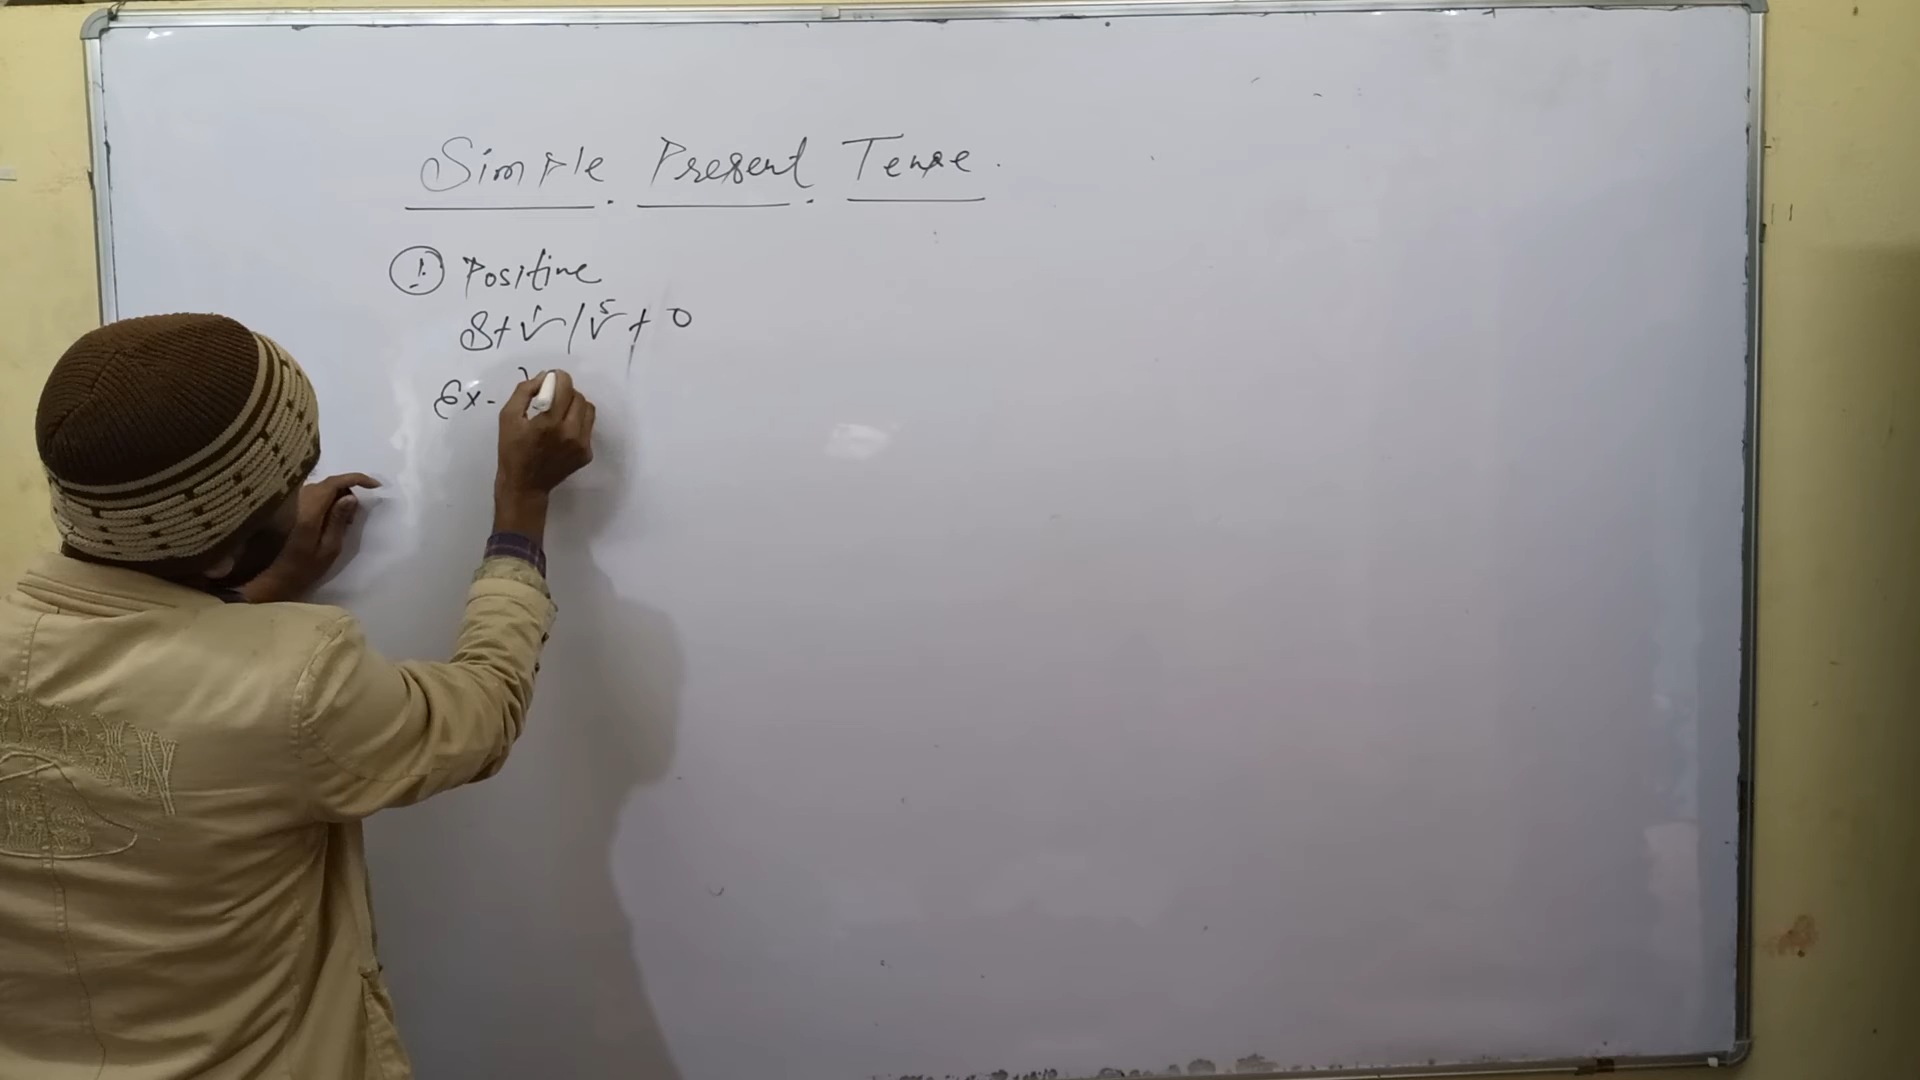 Simple Present Tense.
1. Positive
S + V¹ / V⁵ + O
Ex-